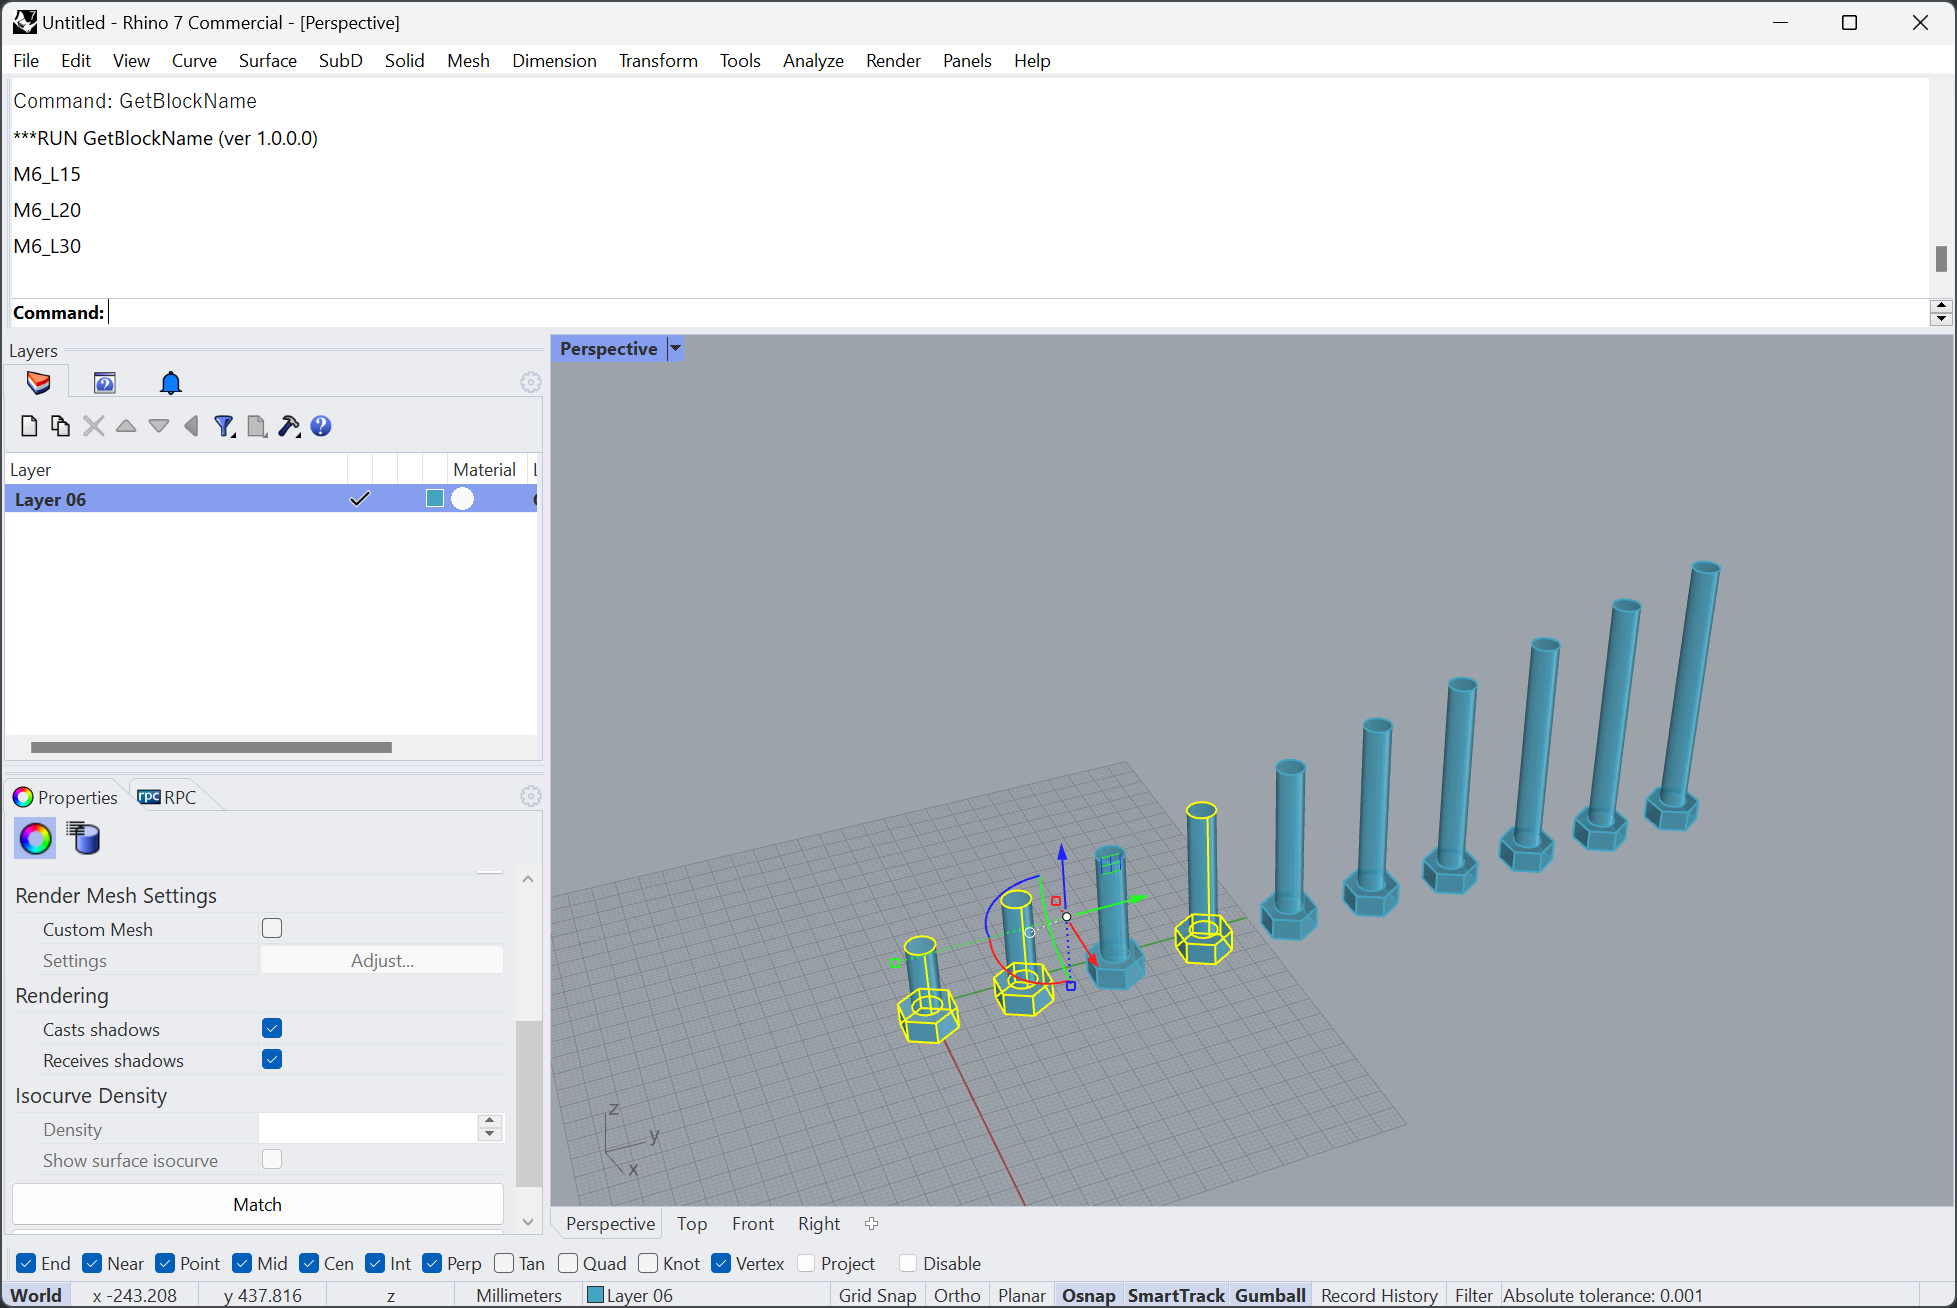 Untitled - Rhino 7 Commercial - [Perspective]
File Edit View Curve Surface SubD Solid Mesh Dimension Transform Tools Analyze Render Panels Help
Command: GetBlockName
***RUN GetBlockName (ver 1.0.0.0)
M6_L15
M6_L20
M6_L30
Command:
Layers
Perspective
Layer Material L
Layer 06
Properties RPC
Render Mesh Settings
Custom Mesh
Settings Adjust...
Rendering
Casts shadows
Receives shadows
Isocurve Density
Density
Show surface isocurve
Match
z
y
x
Perspective Top Front Right
End Near Point Mid Cen Int Perp Tan Quad Knot Vertex Project Disable
World x -243.208 y 437.816 z Millimeters Layer 06 Grid Snap Ortho Planar Osnap SmartTrack Gumball Record History Filter Absolute tolerance: 0.001